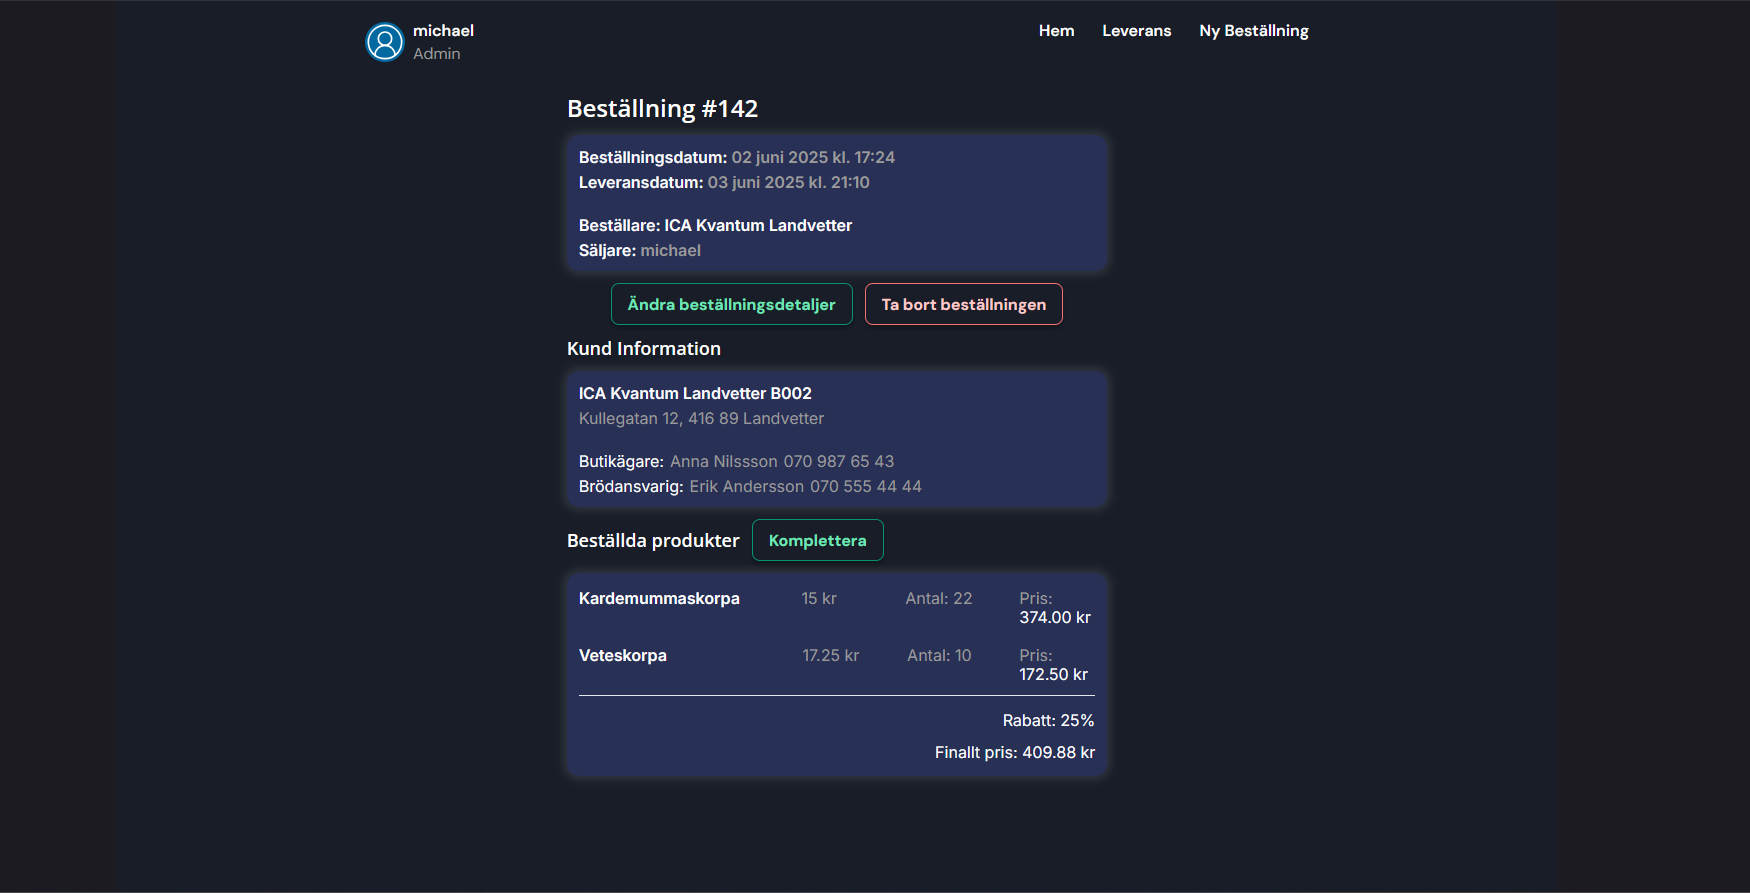 michael
Admin
Hem Leverans Ny Beställning
Beställning #142
Beställningsdatum: 02 juni 2025 kl. 17:24
Leveransdatum: 03 juni 2025 kl. 21:10
Beställare: ICA Kvantum Landvetter
Säljare: michael
Ändra beställningsdetaljer Ta bort beställningen
Kund Information
ICA Kvantum Landvetter B002
Kullegatan 12, 416 89 Landvetter
Butikägare: Anna Nilssson 070 987 65 43
Brödansvarig: Erik Andersson 070 555 44 44
Beställda produkter Komplettera
Kardemummaskorpa 15 kr Antal: 22 Pris:
374.00 kr
Veteskorpa 17.25 kr Antal: 10 Pris:
172.50 kr
Rabatt: 25%
Finallt pris: 409.88 kr